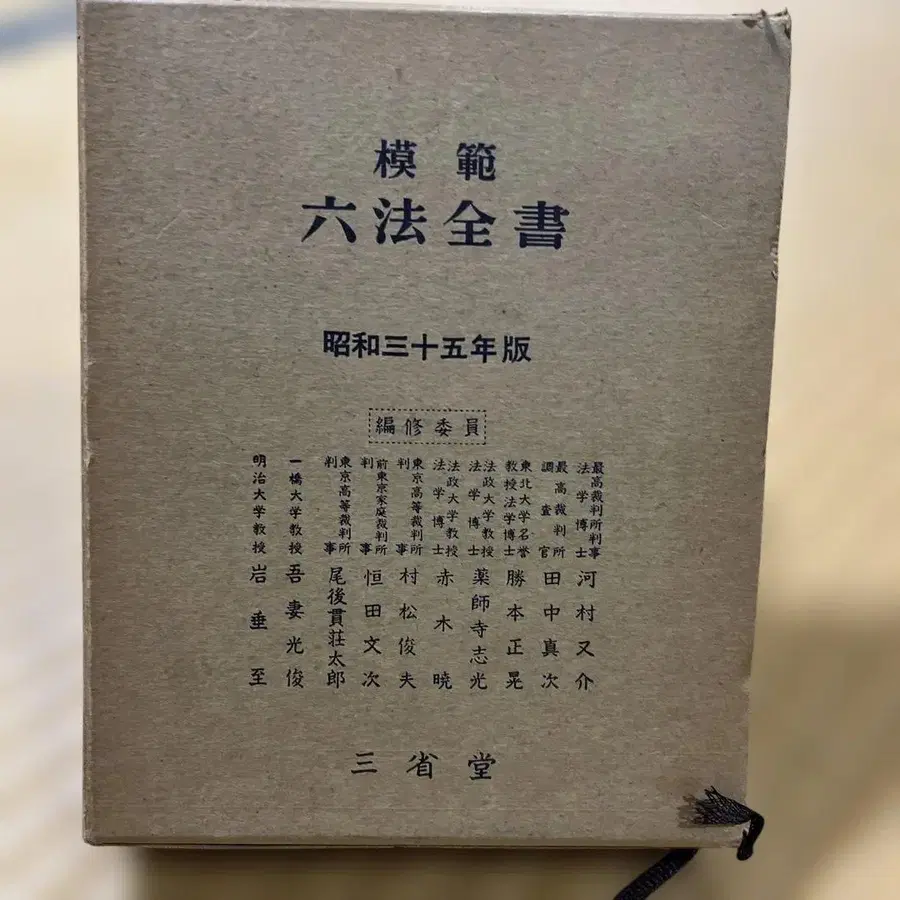 模範
六法全書
昭和三十五年版
編修委員
最高裁判所判事
法学博士
河村又介
最高裁判所
調査官
田中真次
東北大学名誉
教授法学博士
勝本正晃
法政大学教授
法学博士
薬師寺志光
法政大学教授
法学博士
赤木暁
東京高等裁判所
判事
村松俊夫
前東京家庭裁判所
判事
恒田文次
東京高等裁判所
判事
尾後貫荘太郎
一橋大学教授
吾妻光俊
明治大学教授
岩垂至
三省堂